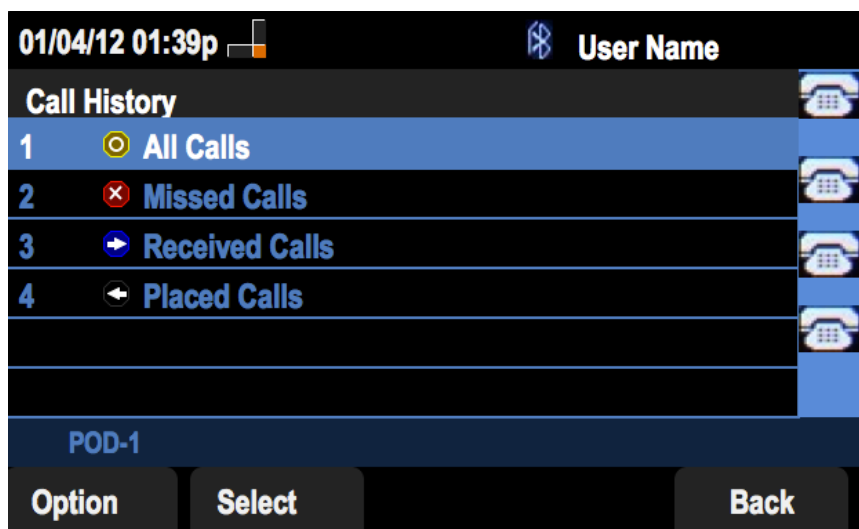 01/04/12 01:39p User Name
Call History
1 All Calls
2 Missed Calls
3 Received Calls
4 Placed Calls
POD-1
Option Select Back